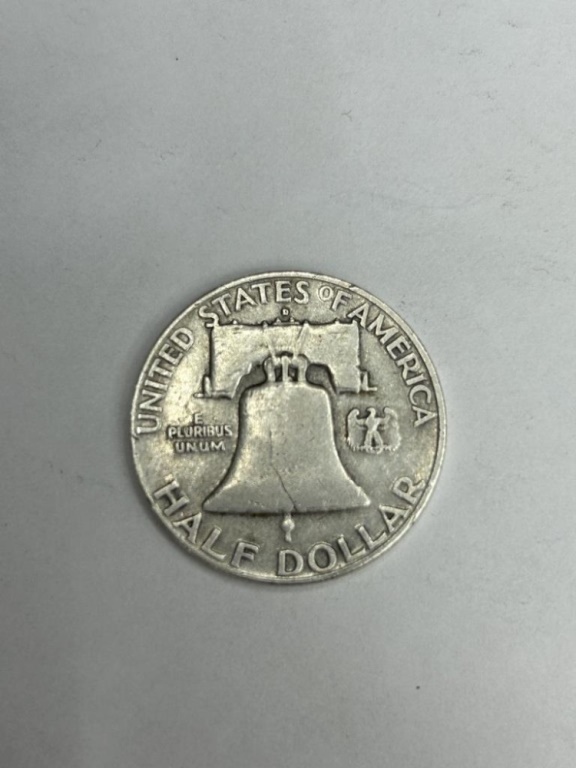 UNITED STATES OF AMERICA
D
E
PLURIBUS
UNUM
HALF DOLLAR